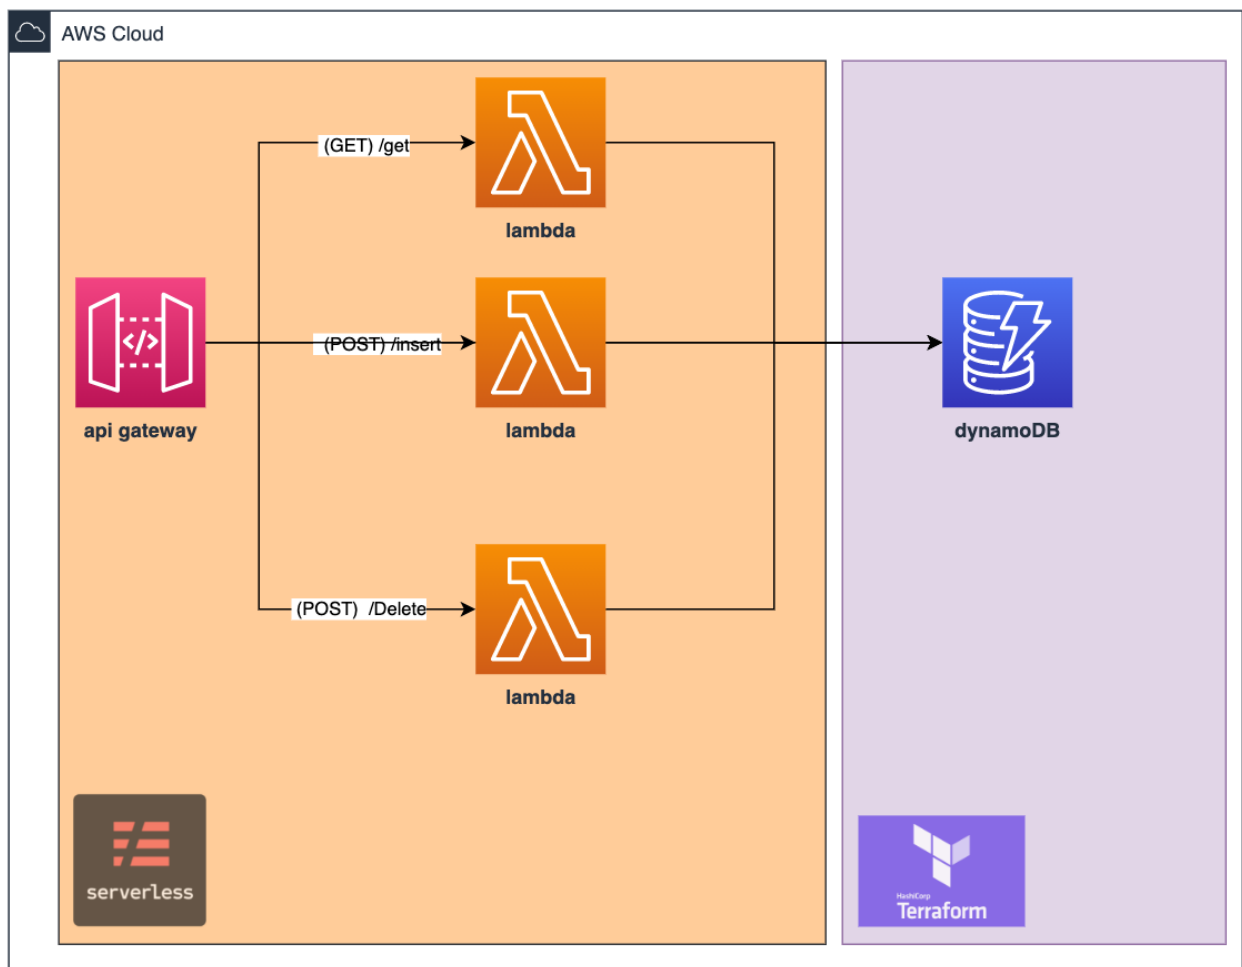 AWS Cloud
(GET) /get
lambda
api gateway
</>
(POST) /insert
lambda
dynamoDB
(POST)  /Delete
lambda
serverless
HashiCorp
Terraform